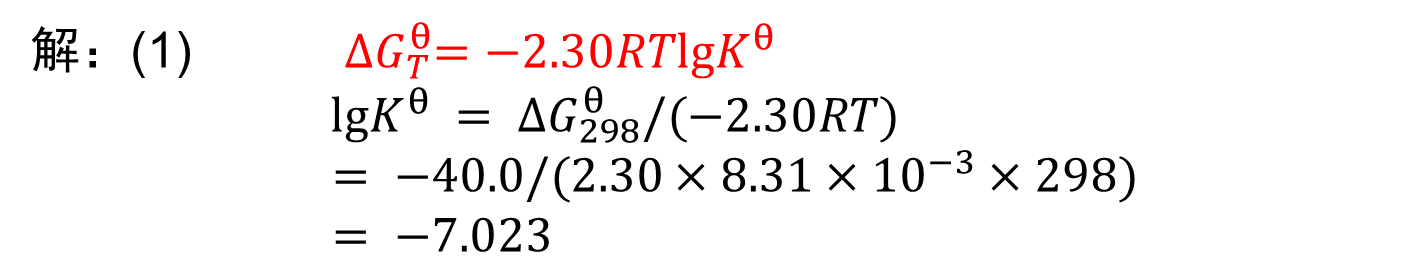 解：(1) ΔG_T^θ = −2.30RTlgK^θ
lgK^θ = ΔG_298^θ/(−2.30RT)
= −40.0/(2.30 × 8.31 × 10^−3 × 298)
= −7.023